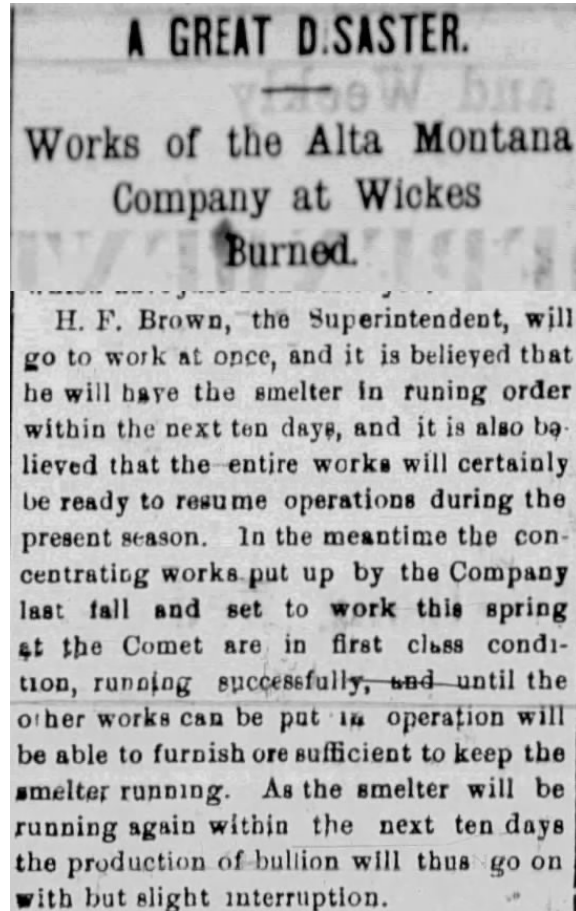 A GREAT DISASTER.
Works of the Alta Montana
Company at Wickes
Burned.
H. F. Brown, the Superintendent, will
go to work at once, and it is believed that
he will have the smelter in runing order
within the next ten days, and it is also be-
lieved that the entire works will certainly
be ready to resume operations during the
present season. In the meantime the con-
centrating works put up by the Company
last fall and set to work this spring
at the Comet are in first class condi-
tion, running successfully, and until the
other works can be put in operation will
be able to furnish ore sufficient to keep the
smelter running. As the smelter will be
running again within the next ten days
the production of bullion will thus go on
with but slight interruption.